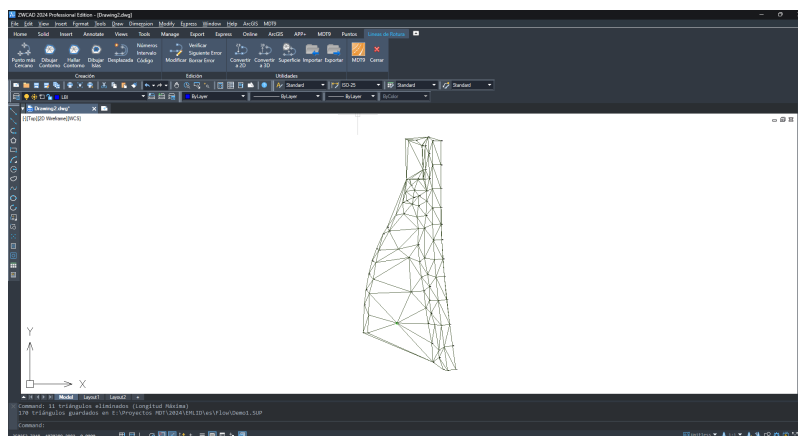 ZWCAD 2024 Professional Edition - [Drawing2.dwg]
File Edit View Insert Format Tools Draw Dimension Modify Express Window Help ArcGIS MDT9
Home Solid Insert Annotate Views Tools Manage Export Express Online ArcGIS APP+ MDT9 Puntos Líneas de Rotura
Punto más Cercano Dibujar Contorno Hallar Contorno Dibujar Islas Desplazada Números Intervalo Código Modificar Verificar Siguiente Error Borrar Error Convertir a 2D Convertir a 3D Superficie Importar Exportar MDT9 Cerrar
Creación Edición Utilidades
Standard ISO-25 Standard Standard
LRI ByLayer ByLayer ByLayer ByColor
Drawing2.dwg*
[-][Top][2D Wireframe][WCS]
Y
X
Model Layout1 Layout2 +
Command: 11 triángulos eliminados (Longitud Máxima)
170 triángulos guardados en E:\Proyectos MDT\2024\EMLID\es\Flow\Demo1.SUP
Command: